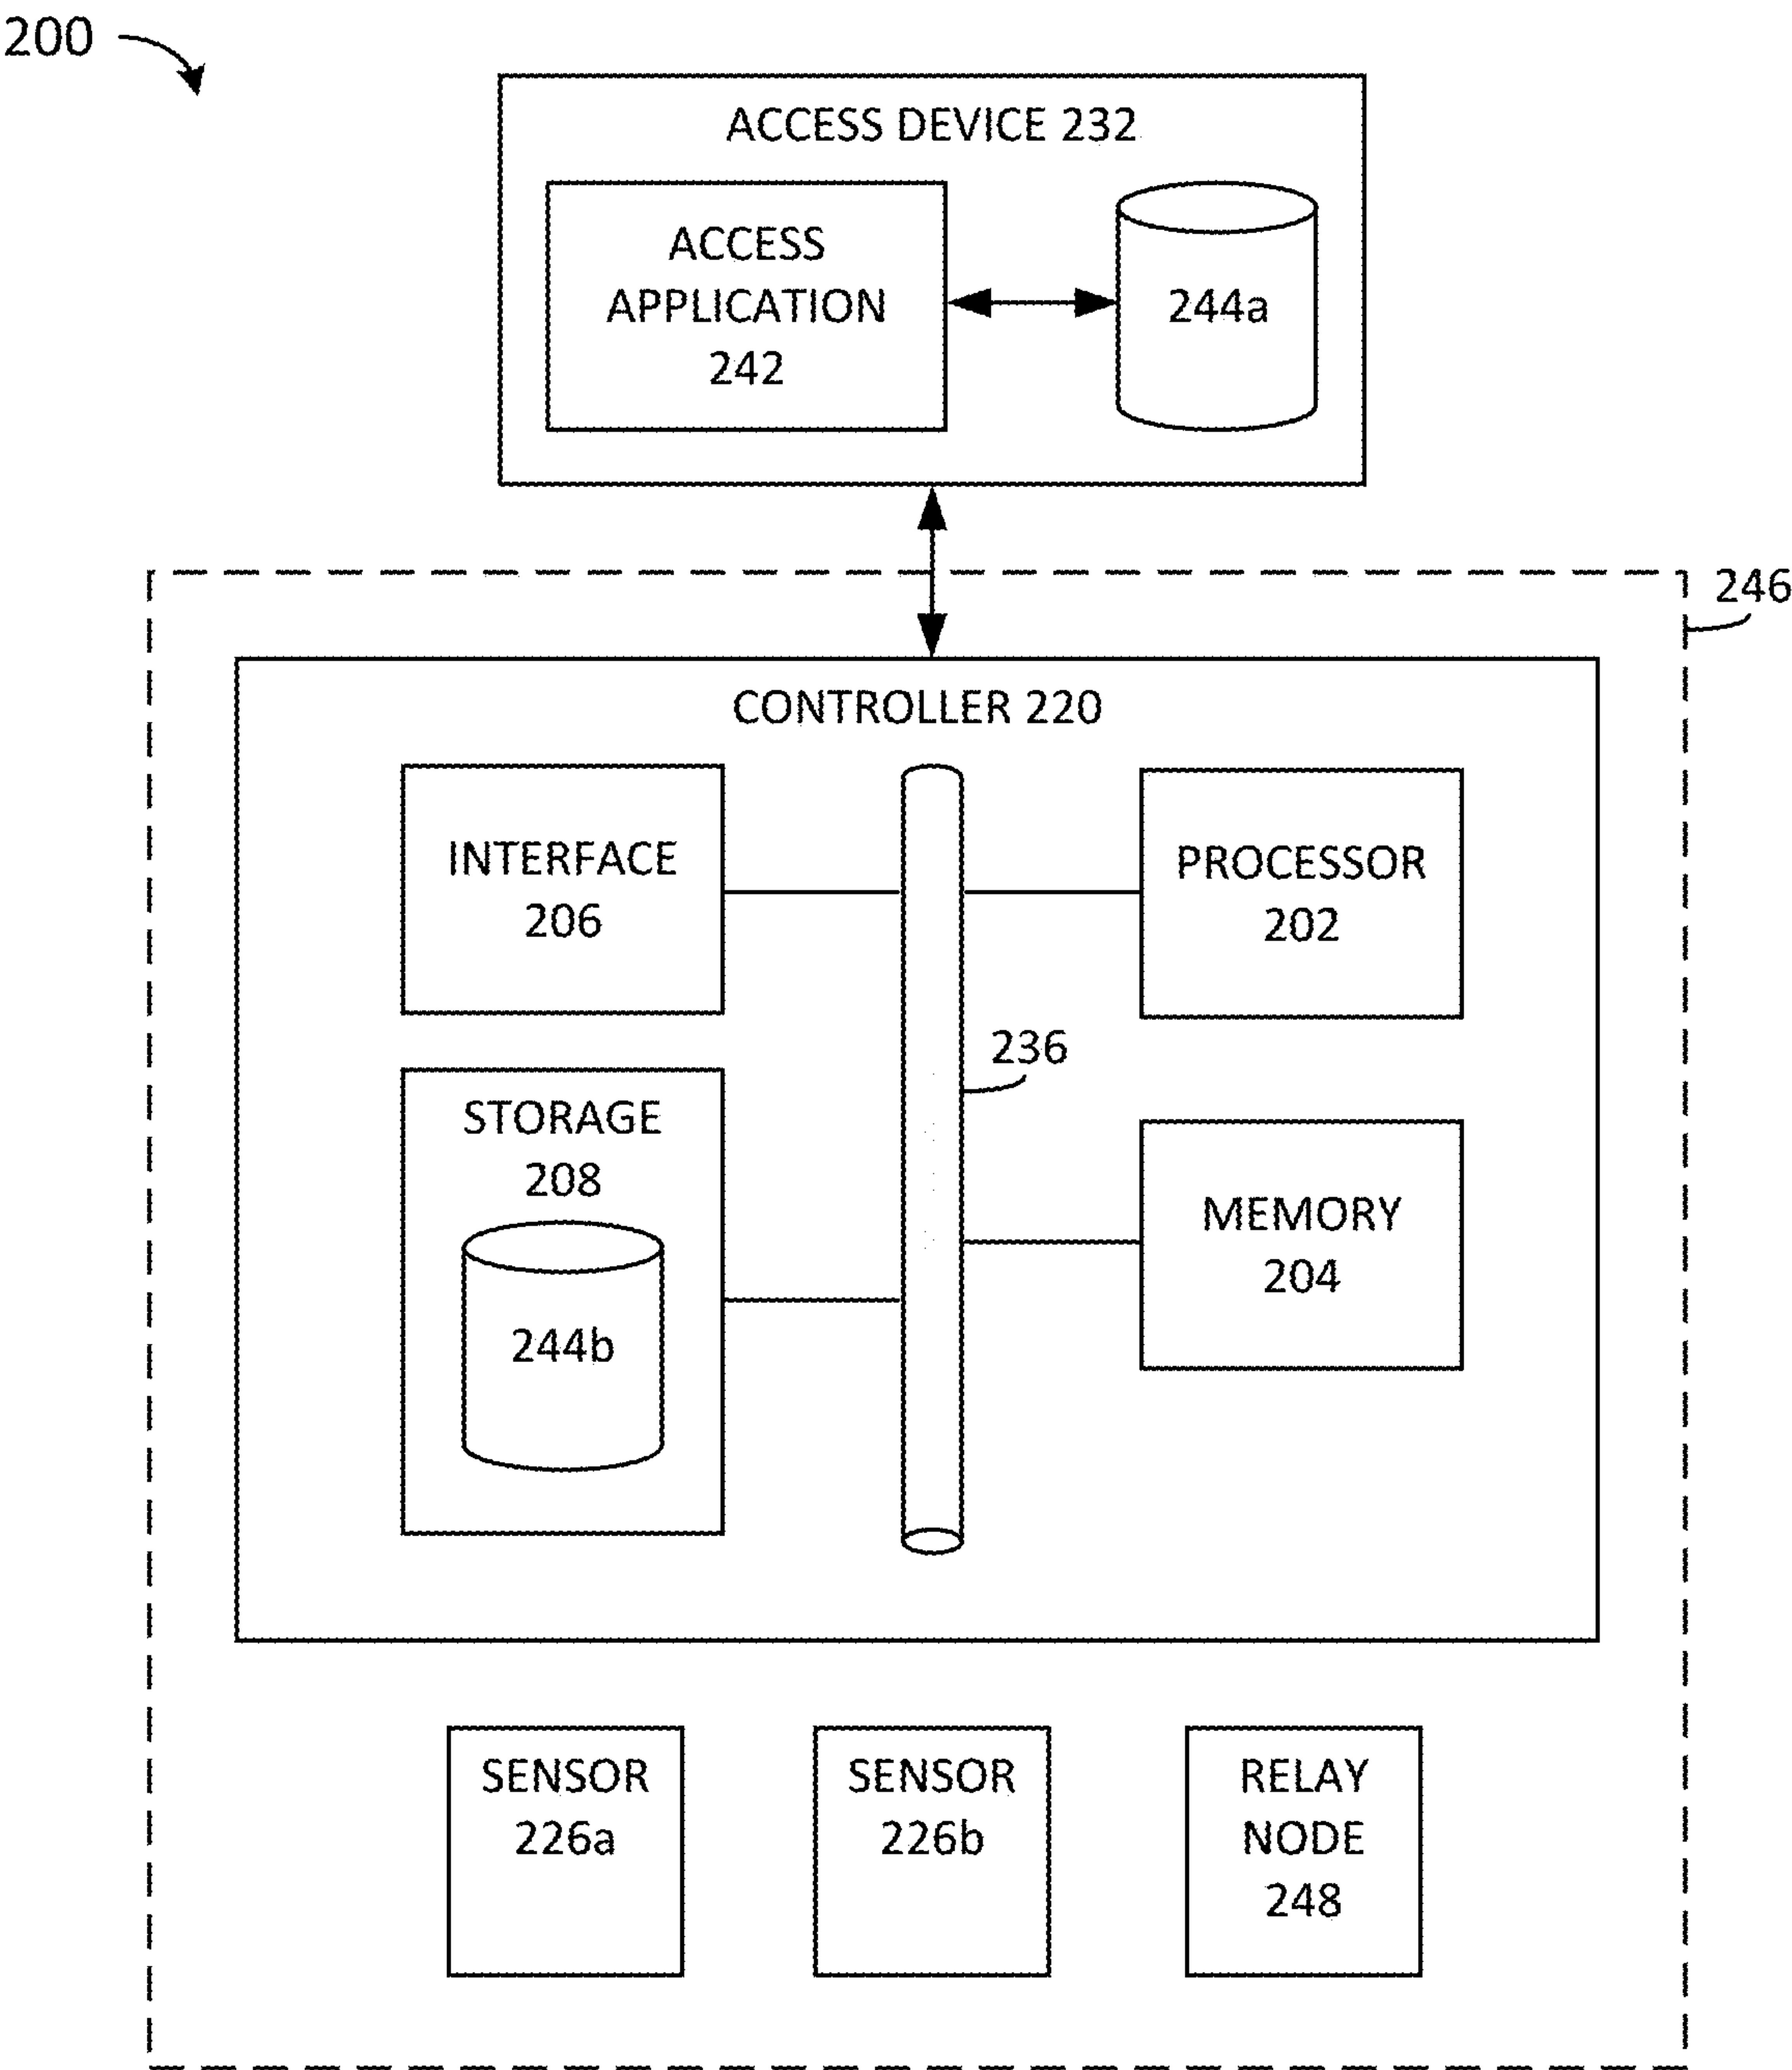 200
ACCESS DEVICE 232
ACCESS
APPLICATION
242
244a
246
CONTROLLER 220
INTERFACE
206
PROCESSOR
202
236
STORAGE
208
244b
MEMORY
204
SENSOR
226a
SENSOR
226b
RELAY
NODE
248